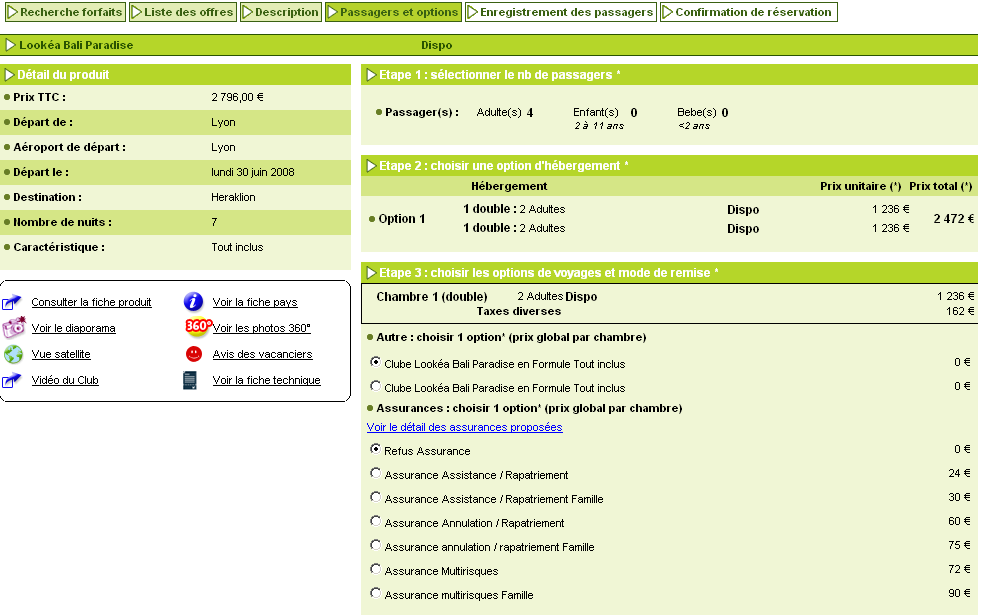 Recherche forfaits Liste des offres Description Passagers et options Enregistrement des passagers Confirmation de réservation
Lookéa Bali Paradise Dispo
Détail du produit
Prix TTC : 2 796,00 €
Départ de : Lyon
Aéroport de départ : Lyon
Départ le : lundi 30 juin 2008
Destination : Heraklion
Nombre de nuits : 7
Caractéristique : Tout inclus
Consulter la fiche produit Voir la fiche pays
Voir le diaporama 360° Voir les photos 360°
Vue satellite Avis des vacanciers
Vidéo du Club Voir la fiche technique
Etape 1 : sélectionner le nb de passagers *
Passager(s) : Adulte(s) 4 Enfant(s) 0 Bebe(s) 0
2 à 11 ans <2 ans
Etape 2 : choisir une option d'hébergement *
Hébergement Prix unitaire (*) Prix total (*)
Option 1
1 double : 2 Adultes Dispo 1 236 €
1 double : 2 Adultes Dispo 1 236 €
2 472 €
Etape 3 : choisir les options de voyages et mode de remise *
Chambre 1 (double) 2 Adultes Dispo 1 236 €
Taxes diverses 162 €
Autre : choisir 1 option* (prix global par chambre)
Clube Lookéa Bali Paradise en Formule Tout inclus 0 €
Clube Lookéa Bali Paradise en Formule Tout inclus 0 €
Assurances : choisir 1 option* (prix global par chambre)
Voir le détail des assurances proposées
Refus Assurance 0 €
Assurance Assistance / Rapatriement 24 €
Assurance Assistance / Rapatriement Famille 30 €
Assurance Annulation / Rapatriement 60 €
Assurance annulation / rapatriement Famille 75 €
Assurance Multirisques 72 €
Assurance multirisques Famille 90 €